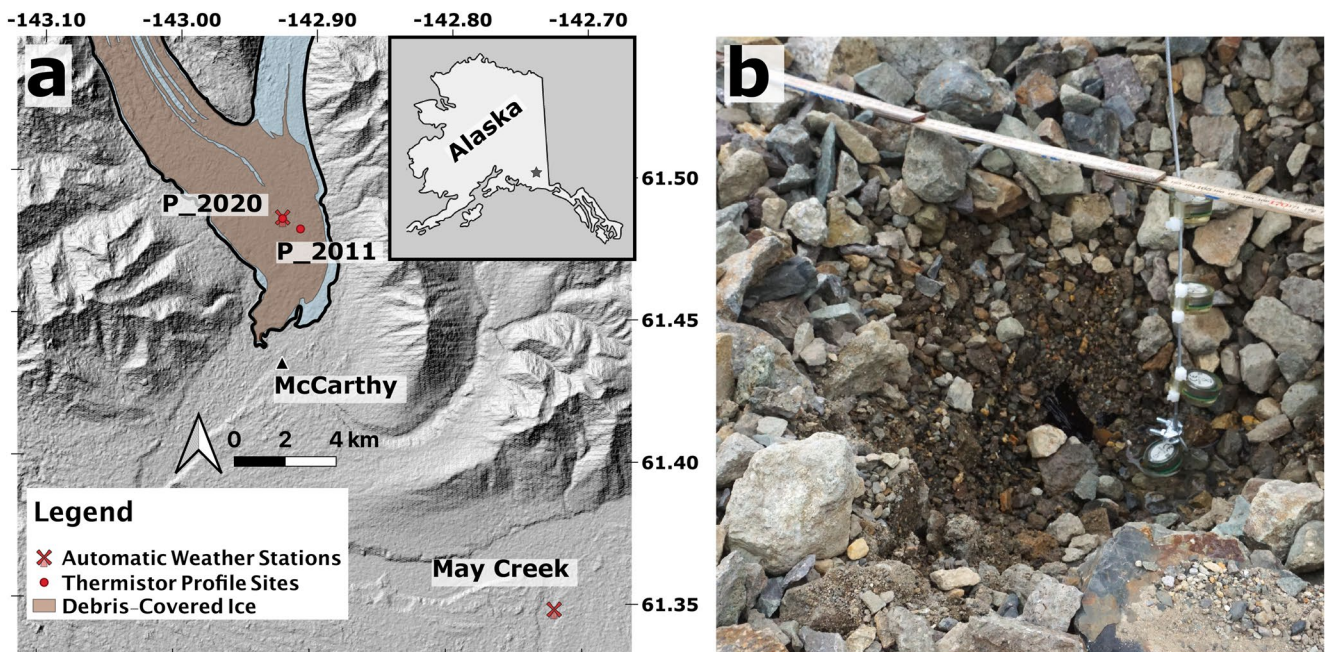 -143.10 -143.00 -142.90 -142.80 -142.70
a
b
Alaska
61.50
P_2020
P_2011
61.45
McCarthy
0 2 4 km
61.40
Legend
Automatic Weather Stations
Thermistor Profile Sites
Debris-Covered Ice
May Creek
61.35